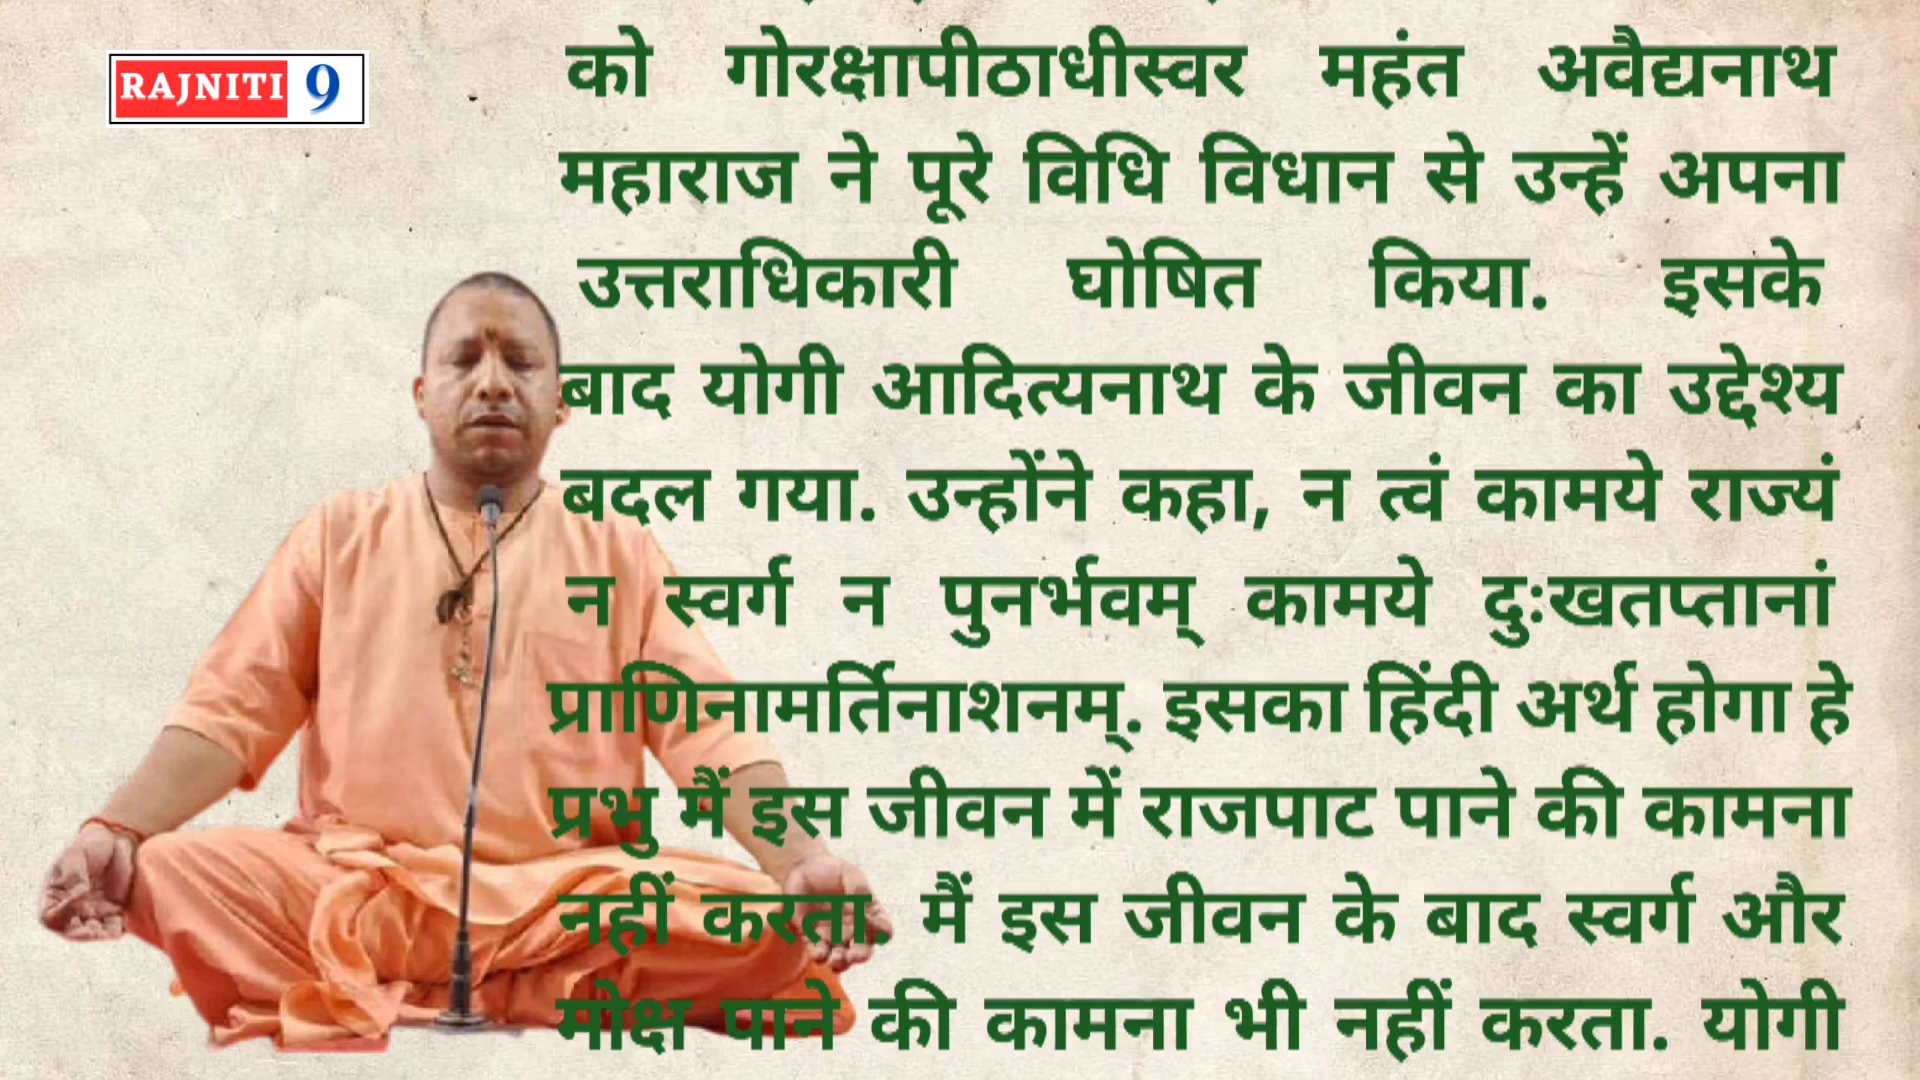 RAJNITI 9
को गोरक्षापीठाधीस्वर महंत अवैद्यनाथ
महाराज ने पूरे विधि विधान से उन्हें अपना
उत्तराधिकारी घोषित किया. इसके
बाद योगी आदित्यनाथ के जीवन का उद्देश्य
बदल गया. उन्होंने कहा, न त्वं कामये राज्यं
न स्वर्ग न पुनर्भवम् कामये दुःखतप्तानां
प्राणिनामर्तिनाशनम्. इसका हिंदी अर्थ होगा हे
प्रभु मैं इस जीवन में राजपाट पाने की कामना
नहीं करता. मैं इस जीवन के बाद स्वर्ग और
मोक्ष पाने की कामना भी नहीं करता. योगी